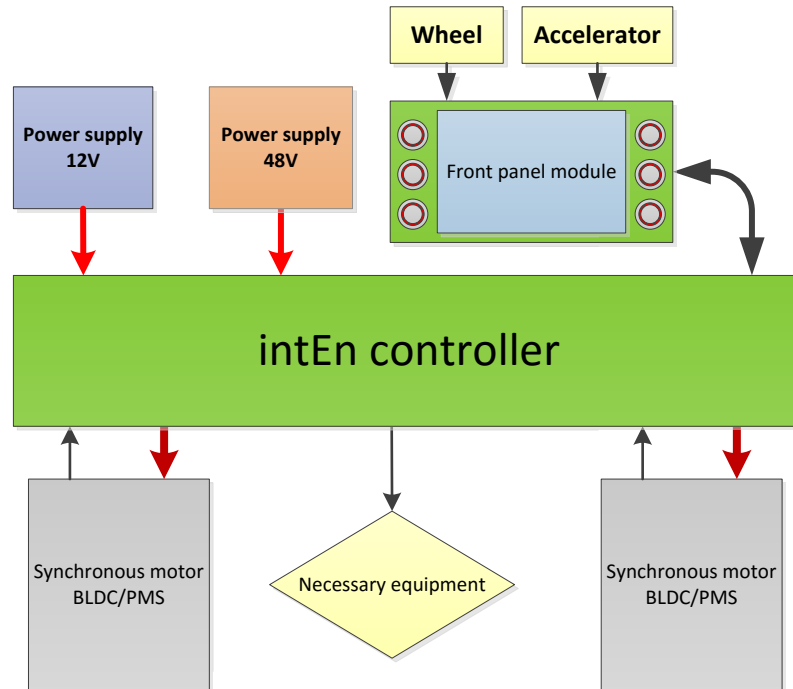 Wheel
Accelerator
Power supply
12V
Power supply
48V
Front panel module
intEn controller
Synchronous motor
BLDC/PMS
Necessary equipment
Synchronous motor
BLDC/PMS